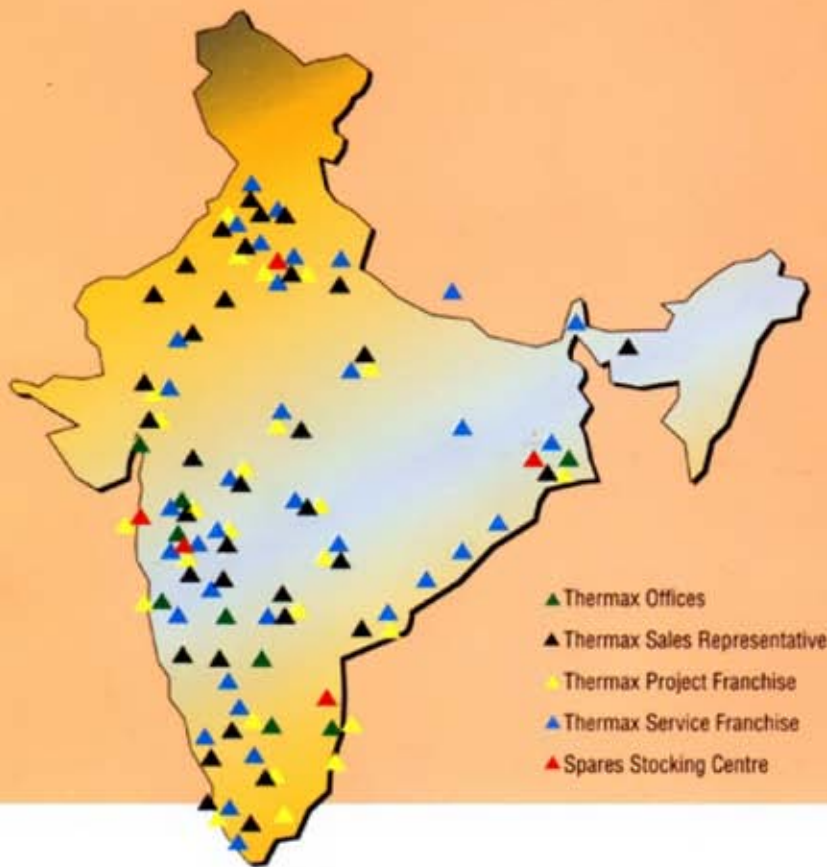 Thermax Offices
Thermax Sales Representative
Thermax Project Franchise
Thermax Service Franchise
Spares Stocking Centre